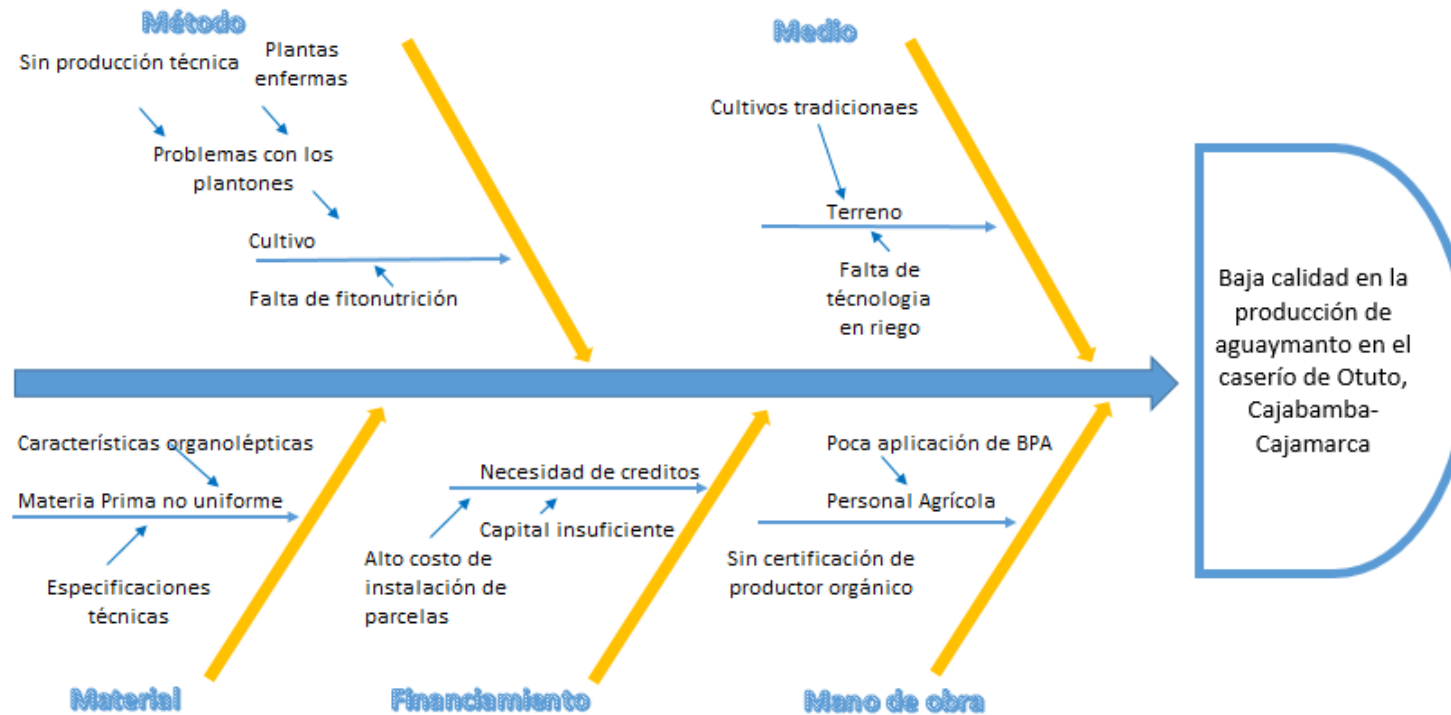 Método
Sin producción técnica
Plantas
enfermas
Problemas con los
plantones
Cultivo
Falta de fitonutrición
Medio
Cultivos tradicionaes
Terreno
Falta de
técnologia
en riego
Baja calidad en la
producción de
aguaymanto en el
caserío de Otuto,
Cajabamba-
Cajamarca
Características organolépticas
Materia Prima no uniforme
Especificaciones
técnicas
Material
Necesidad de creditos
Capital insuficiente
Alto costo de
instalación de
parcelas
Financiamiento
Poca aplicación de BPA
Personal Agrícola
Sin certificación de
productor orgánico
Mano de obra